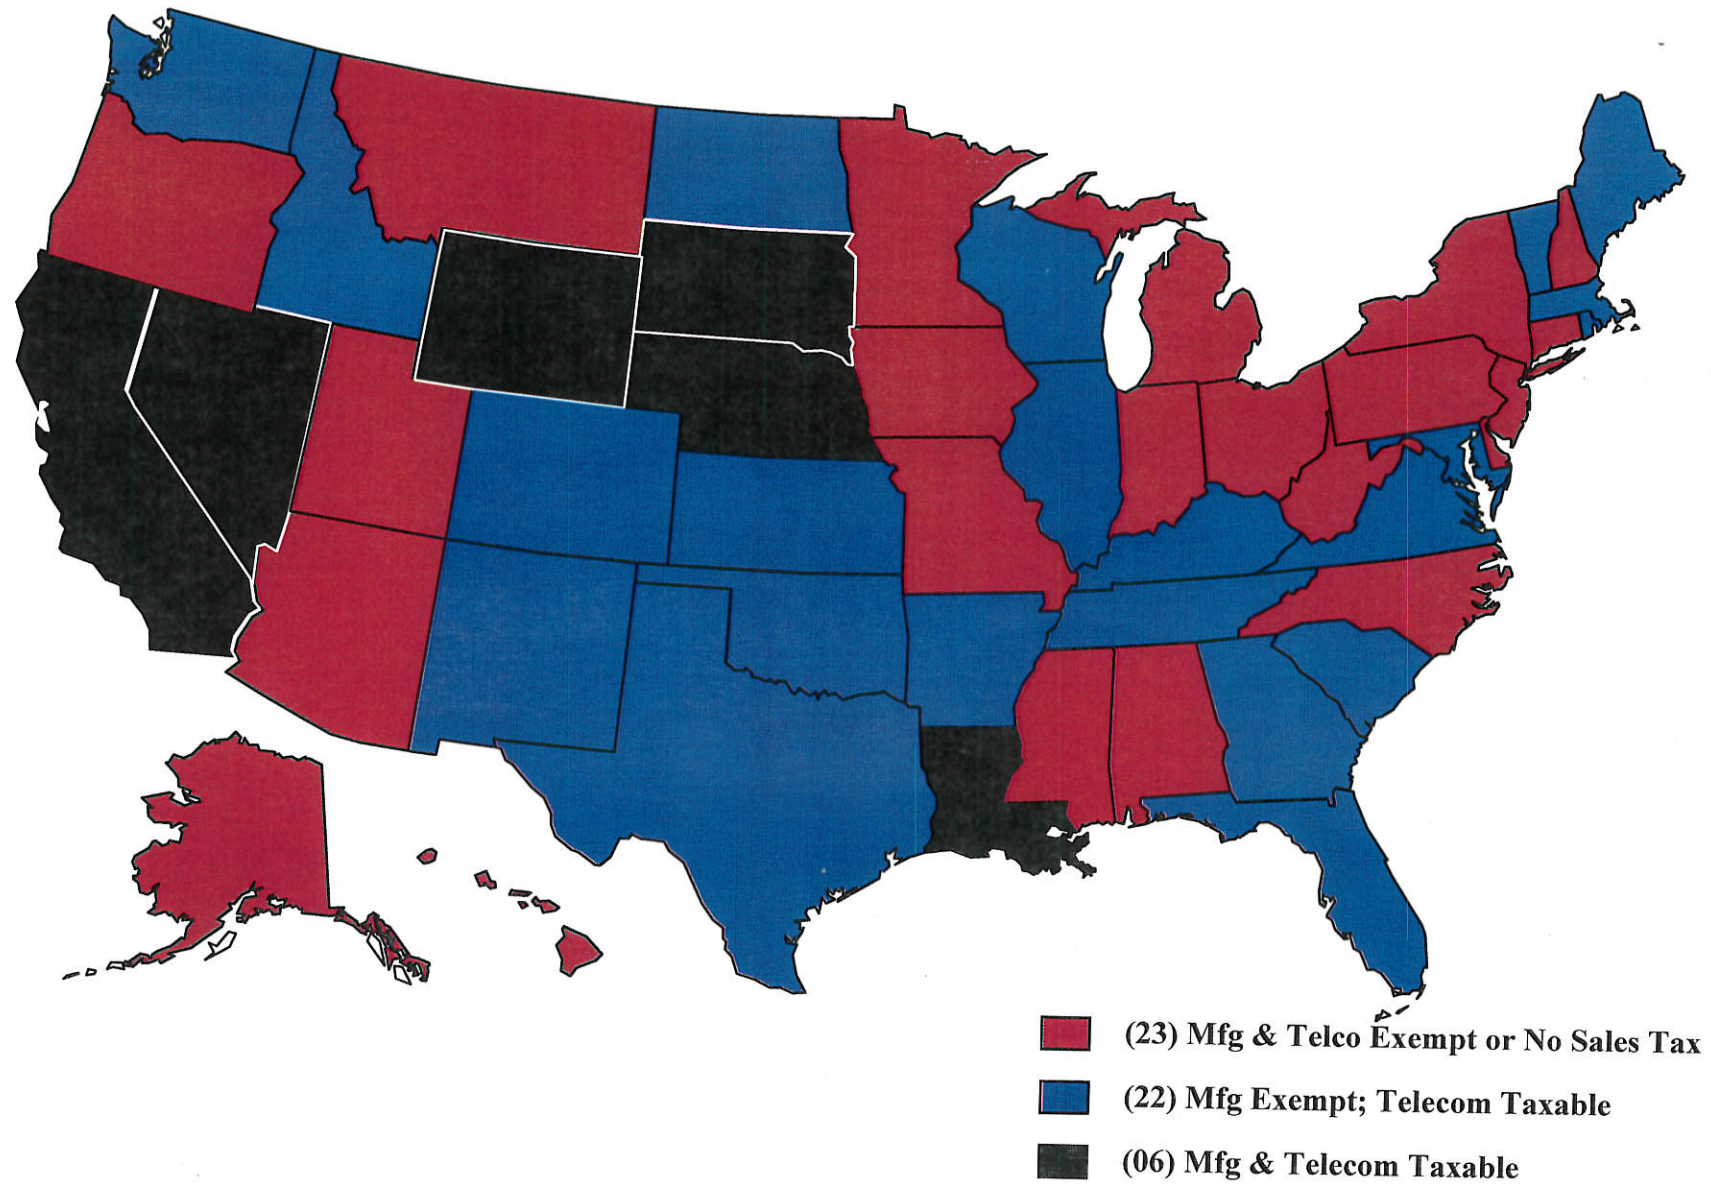 (23) Mfg & Telco Exempt or No Sales Tax
(22) Mfg Exempt; Telecom Taxable
(06) Mfg & Telecom Taxable